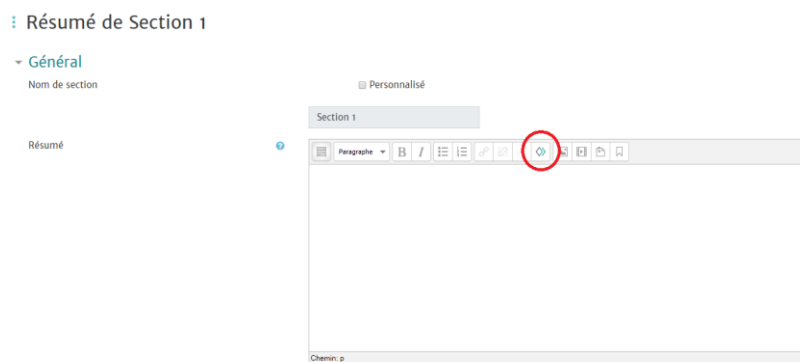 Résumé de Section 1
Général
Nom de section
Personnalisé
Section 1
Résumé
Paragraphe
B I
Chemin: p